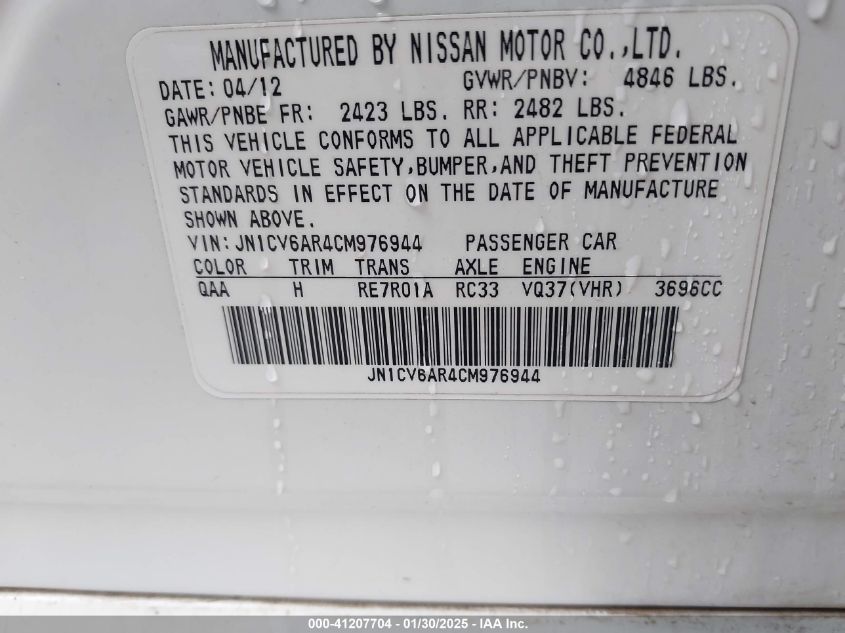 MANUFACTURED BY NISSAN MOTOR CO.,LTD.
DATE: 04/12 GVWR/PNBV: 4846 LBS.
GAWR/PNBE FR: 2423 LBS. RR: 2482 LBS.
THIS VEHICLE CONFORMS TO ALL APPLICABLE FEDERAL
MOTOR VEHICLE SAFETY,BUMPER,AND THEFT PREVENTION
STANDARDS IN EFFECT ON THE DATE OF MANUFACTURE
SHOWN ABOVE.
VIN: JN1CV6AR4CM976944 PASSENGER CAR
COLOR TRIM TRANS AXLE ENGINE
QAA H RE7R01A RC33 VQ37(VHR) 3696CC
JN1CV6AR4CM976944
000-41207704 - 01/30/2025 - IAA Inc.